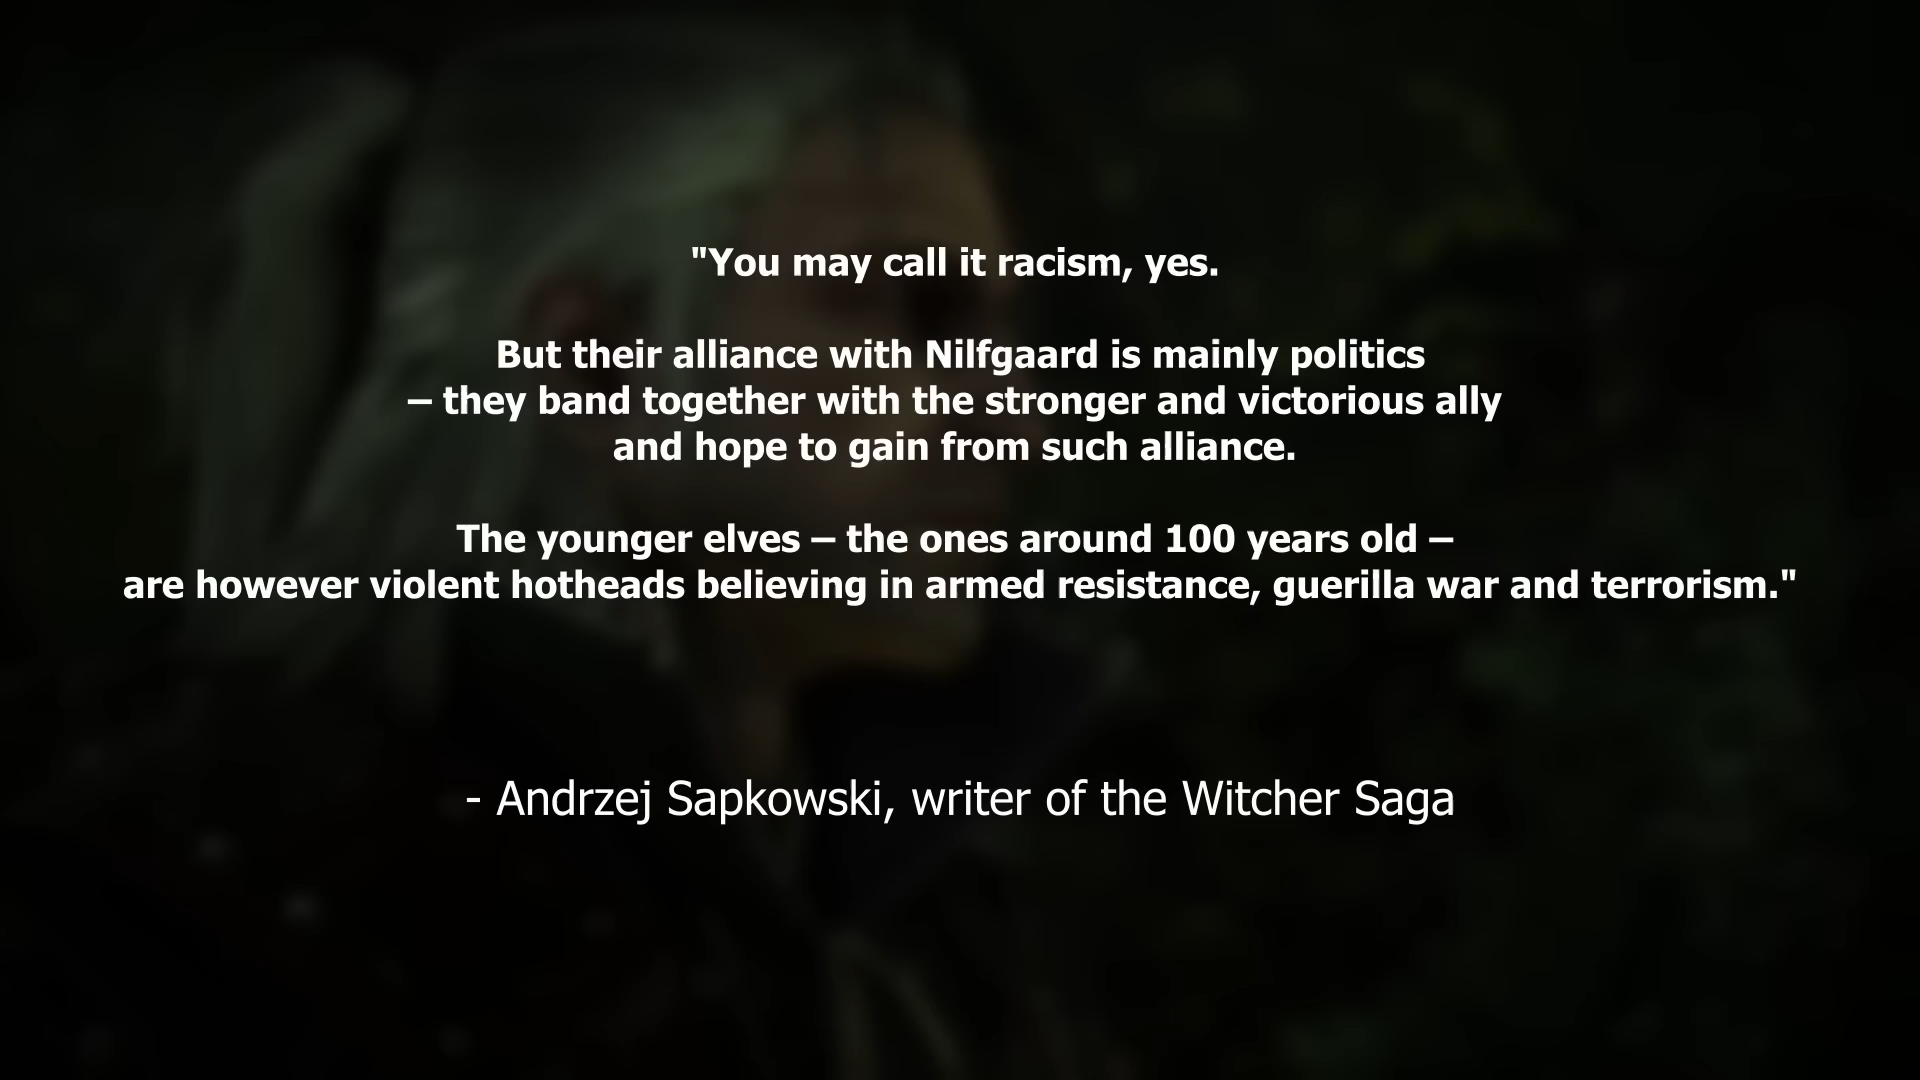 "You may call it racism, yes.
But their alliance with Nilfgaard is mainly politics
– they band together with the stronger and victorious ally
and hope to gain from such alliance.
The younger elves – the ones around 100 years old –
are however violent hotheads believing in armed resistance, guerilla war and terrorism."
- Andrzej Sapkowski, writer of the Witcher Saga